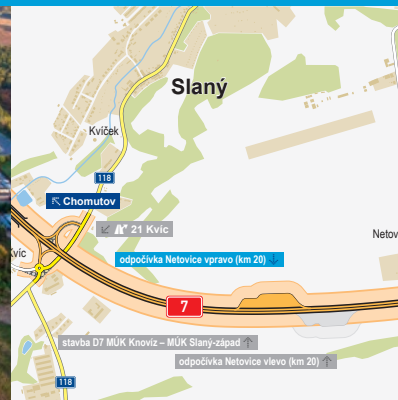 Slaný
Kvíček
118
Chomutov
21 Kvíc
Netov
víc
odpočívka Netovice vpravo (km 20)
7
stavba D7 MÚK Knovíz – MÚK Slaný-západ
odpočívka Netovice vlevo (km 20)
118